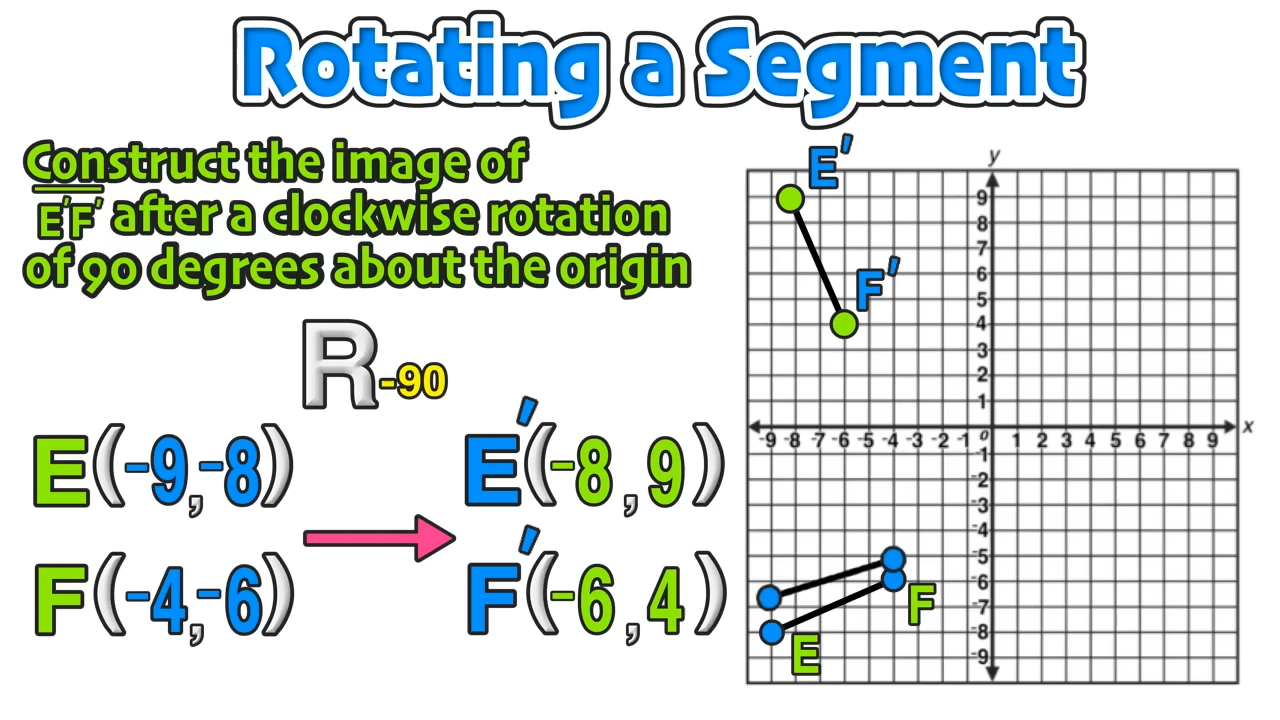 Rotating a Segment
Construct the image of
E'F' after a clockwise rotation
of 90 degrees about the origin
R-90
E(-9,-8)
E'(-8,9)
F(-4,-6)
F'(-6,4)
E'
F'
y
9
8
7
6
5
4
3
2
1
-9 -8 -7 -6 -5 -4 -3 -2 -1 0 1 2 3 4 5 6 7 8 9 x
-1
-2
-3
-4
-5
-6
-7
-8
-9
F
E